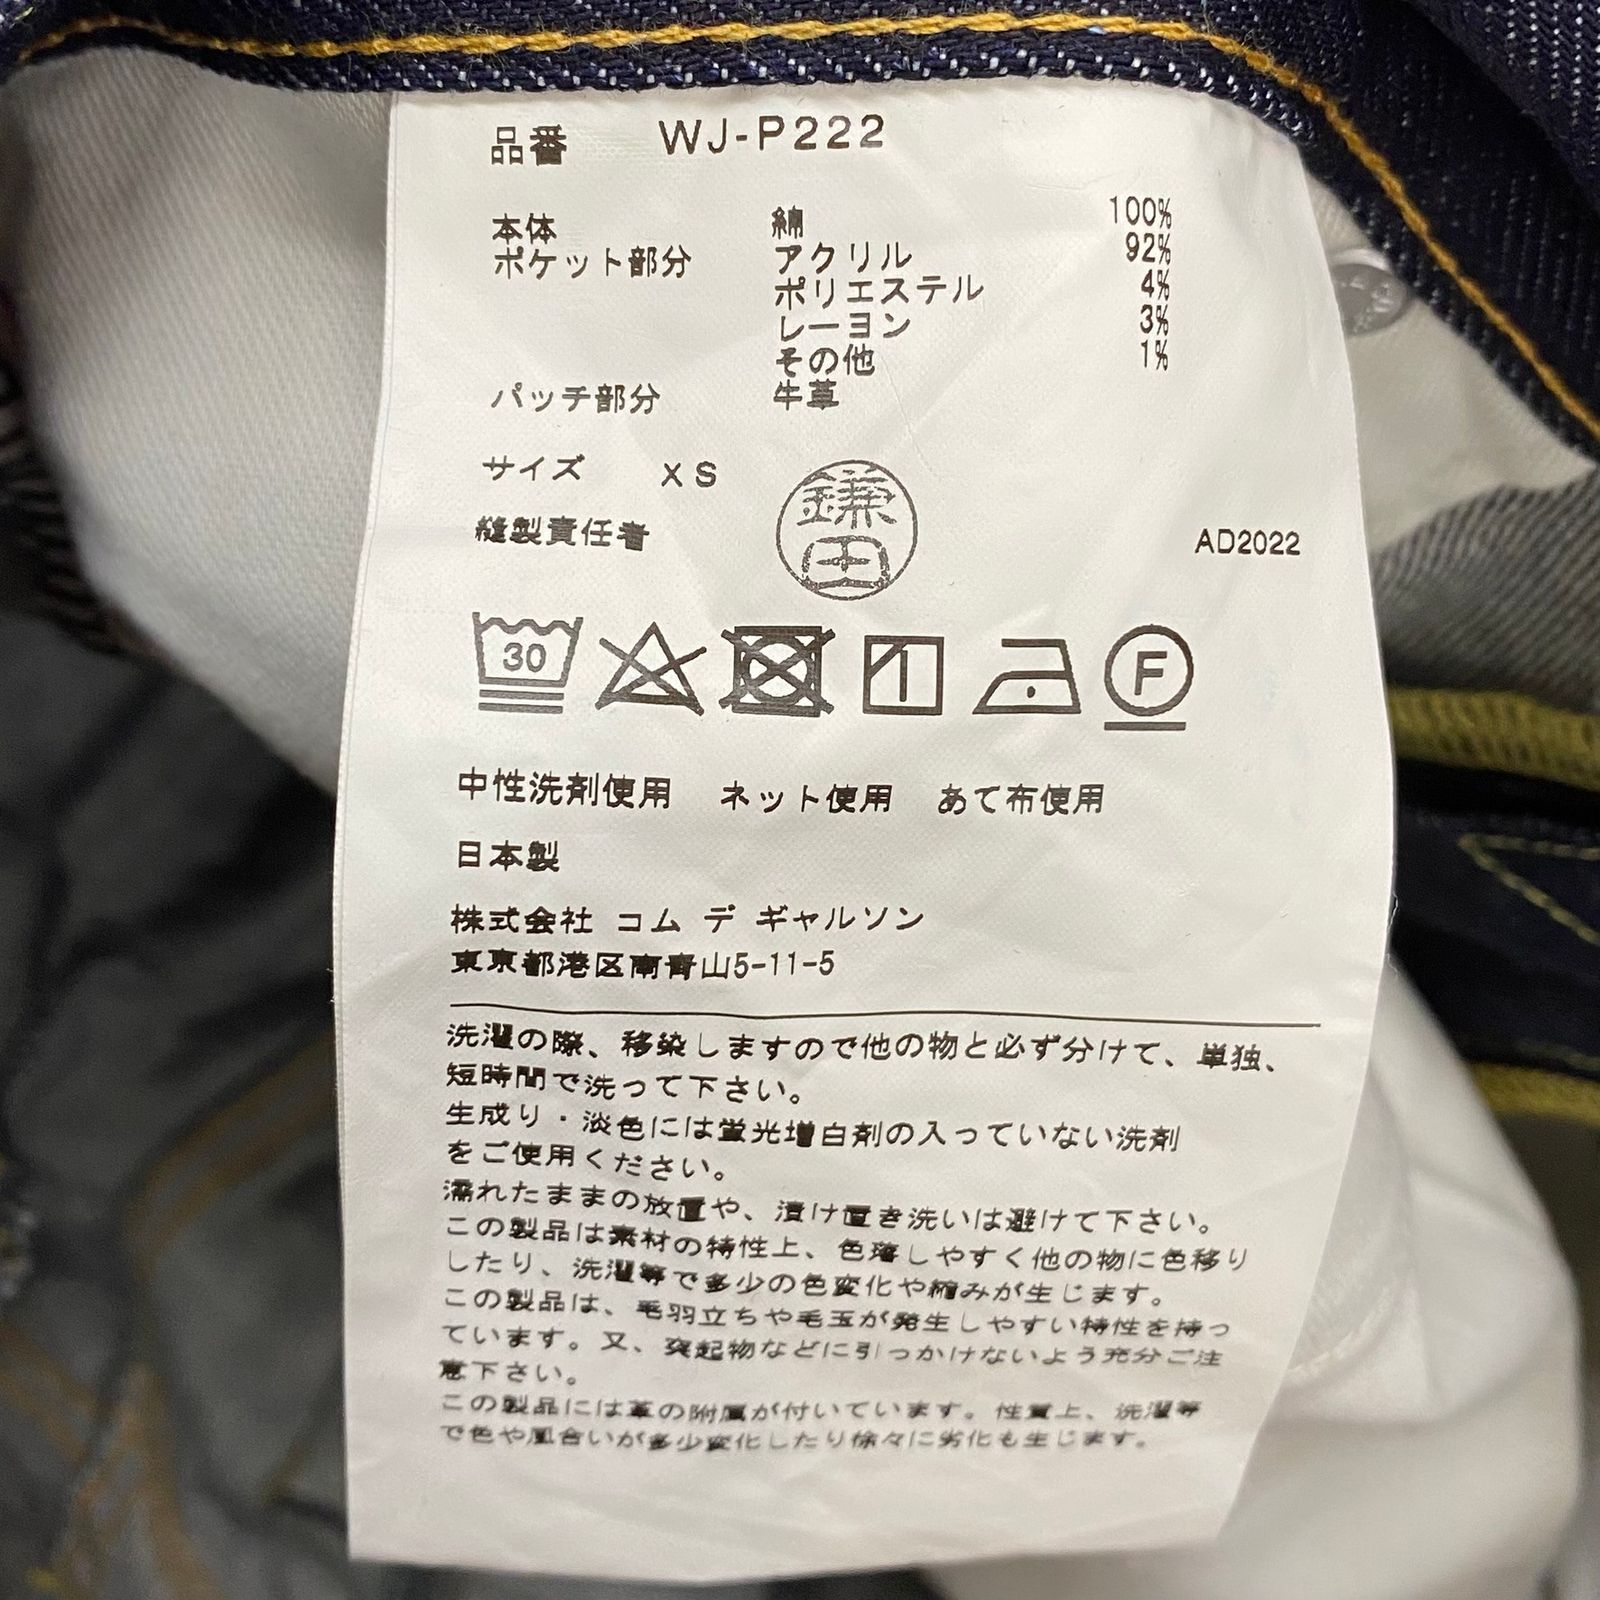 品番 WJ-P222
本体 綿 100%
ポケット部分 アクリル 92%
ポリエステル 4%
レーヨン 3%
その他 1%
パッチ部分 牛革
サイズ XS
縫製責任者 鎌田 AD2022
30 1 F
中性洗剤使用 ネット使用 あて布使用
日本製
株式会社 コム デ ギャルソン
東京都港区南青山5-11-5
洗濯の際、移染しますので他の物と必ず分けて、単独、
短時間で洗って下さい。
生成り・淡色には蛍光増白剤の入っていない洗剤
をご使用ください。
濡れたままの放置や、漬け置き洗いは避けて下さい。
この製品は素材の特性上、色落しやすく他の物に色移り
したり、洗濯等で多少の色変化や縮みが生じます。
この製品は、毛羽立ちや毛玉が発生しやすい特性を持っ
ています。又、突起物などに引っかけないよう充分ご注
意下さい。
この製品には革の附属が付いています。性質上、洗濯等
で色や風合いが多少変化したり徐々に劣化も生じます。